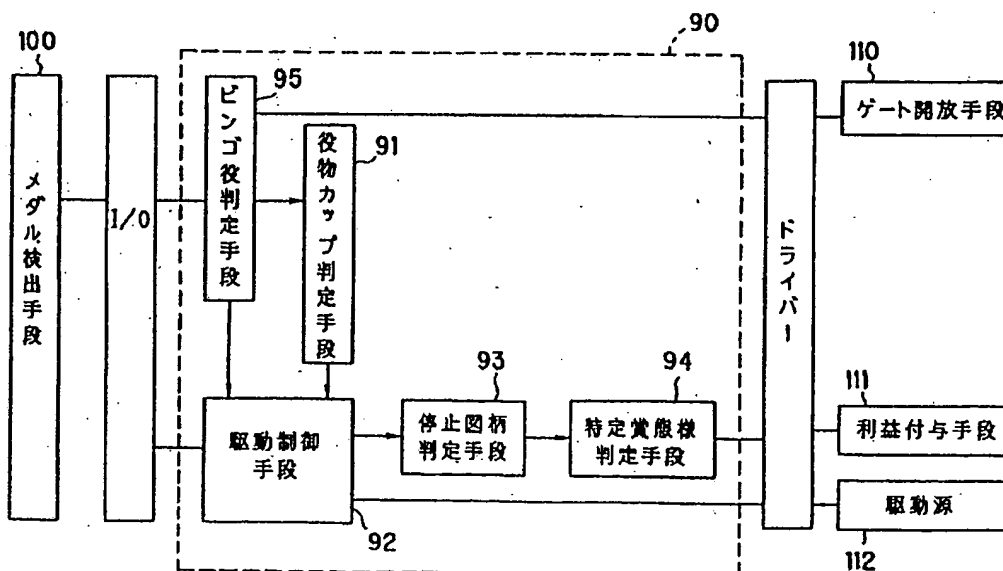 90
100
95
110
メダル検出手段
I/O
ビンゴ役判定手段
役物カップ判定手段
91
ドライバー
ゲート開放手段
93
94
111
駆動制御
手段
停止図柄
判定手段
特定賞態様
判定手段
利益付与手段
92
駆動源
112